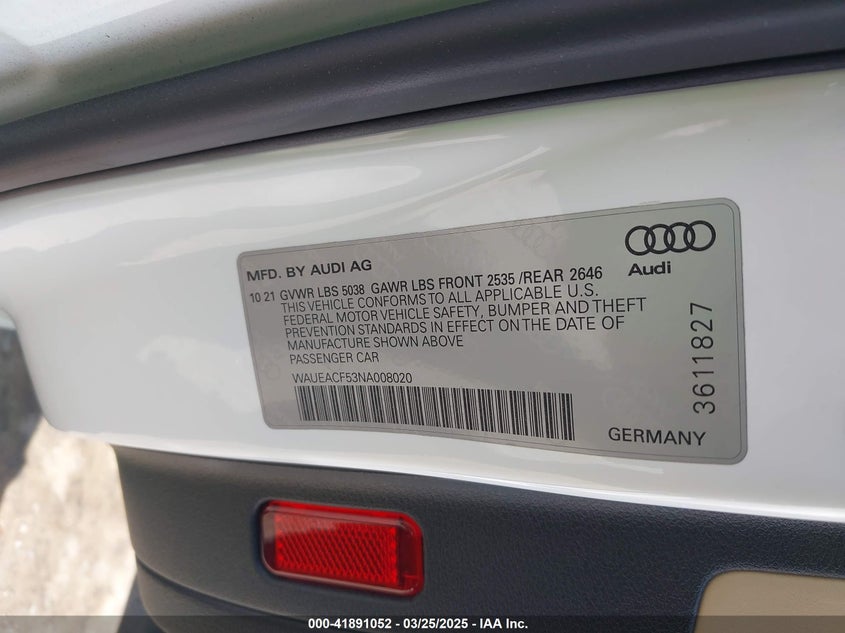 MFD. BY AUDI AG
Audi
10 21 GVWR LBS 5038 GAWR LBS FRONT 2535 /REAR 2646
THIS VEHICLE CONFORMS TO ALL APPLICABLE U.S.
FEDERAL MOTOR VEHICLE SAFETY, BUMPER AND THEFT
PREVENTION STANDARDS IN EFFECT ON THE DATE OF
MANUFACTURE SHOWN ABOVE
PASSENGER CAR
WAUEACF53NA008020
3611827
GERMANY
000-41891052 / 03/25/2025 / IAA Inc.